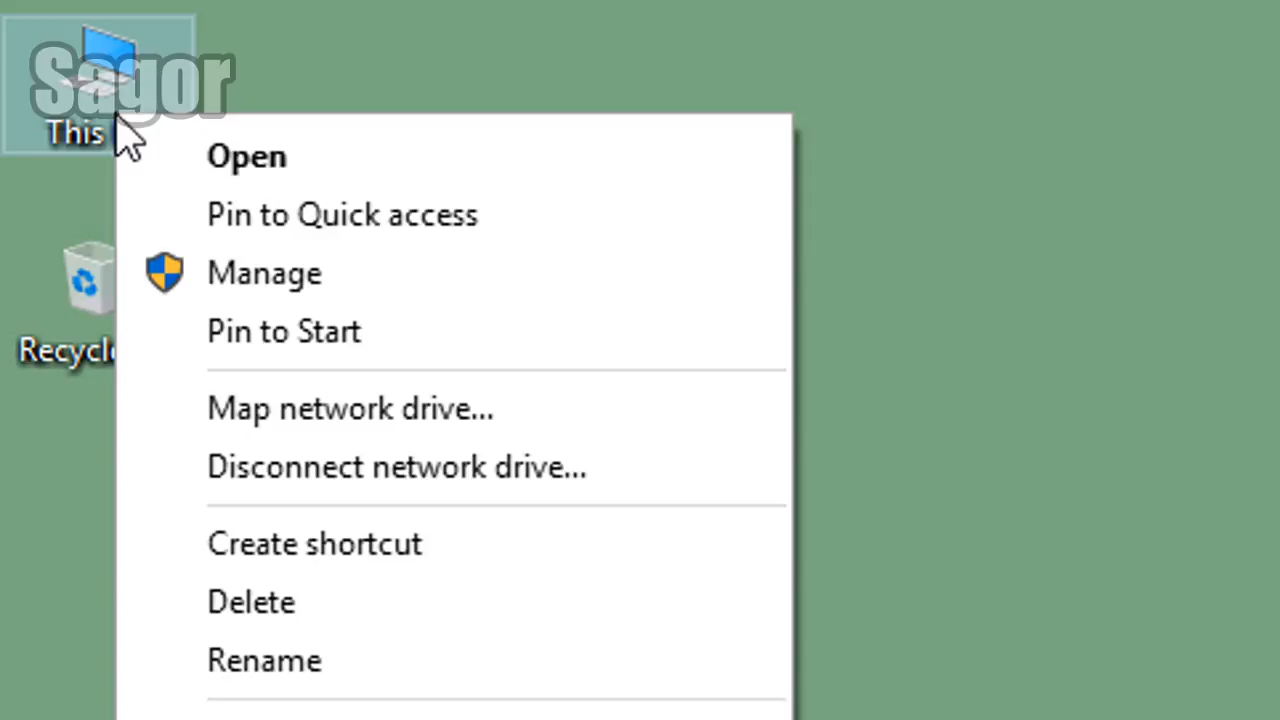 Sagor
This
Open
Pin to Quick access
Manage
Pin to Start
Recycle
Map network drive...
Disconnect network drive...
Create shortcut
Delete
Rename